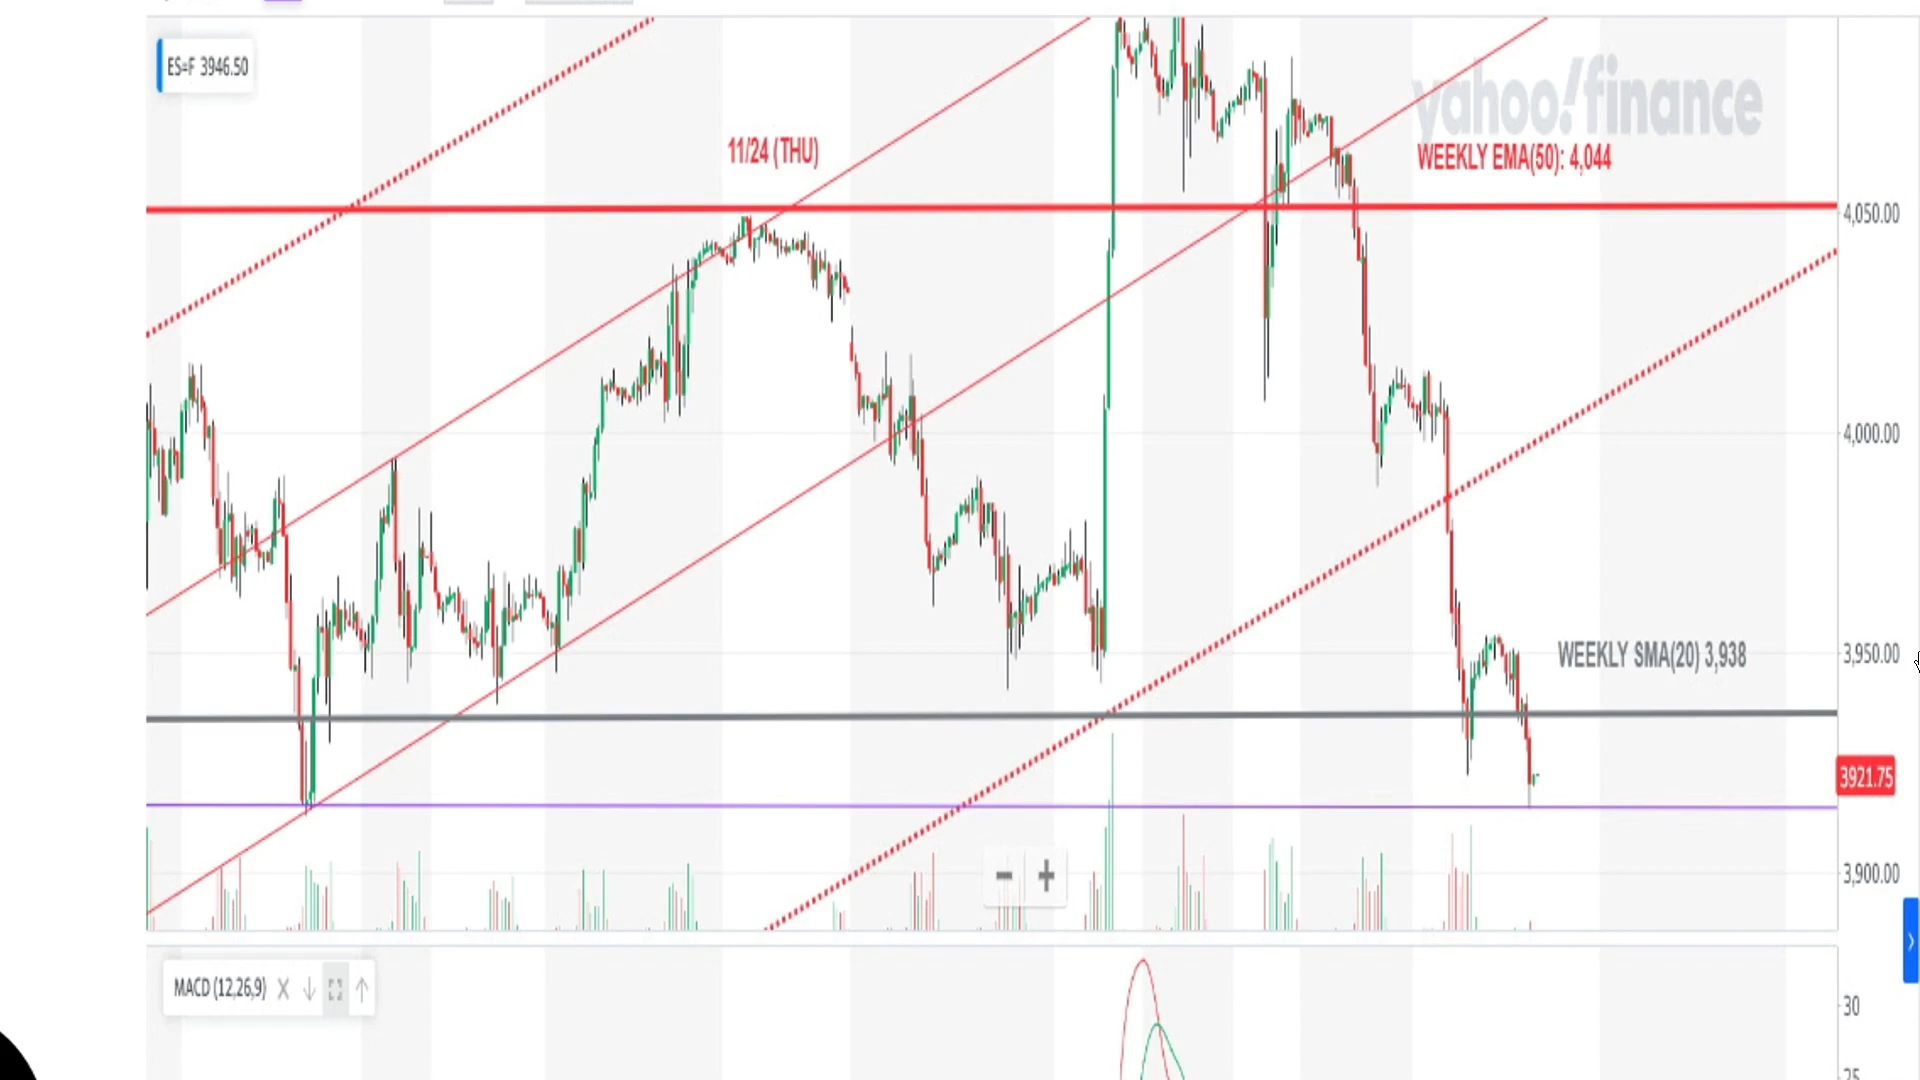 ES=F 3946.50
yahoo!finance
11/24 (THU)
WEEKLY EMA(50): 4,044
4,050.00
4,000.00
WEEKLY SMA(20) 3,938
3,950.00
3921.75
3,900.00
MACD (12,26,9)
30
25